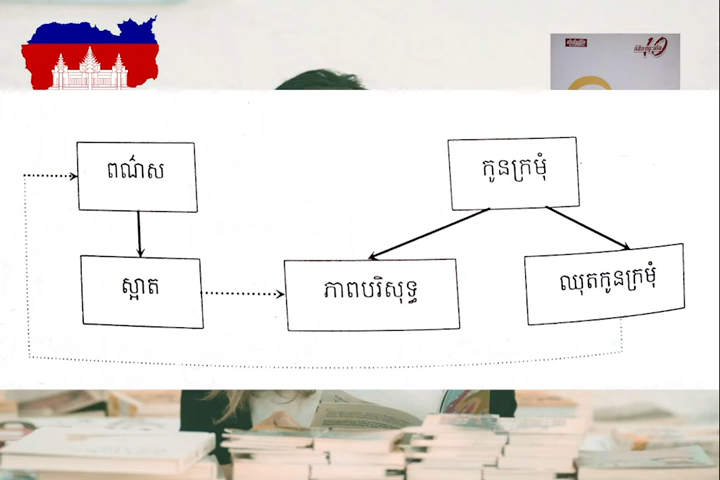 ពណ៌ស
កូនក្រមុំ
ស្អាត
ភាពបរិសុទ្ធ
ឈុតកូនក្រមុំ